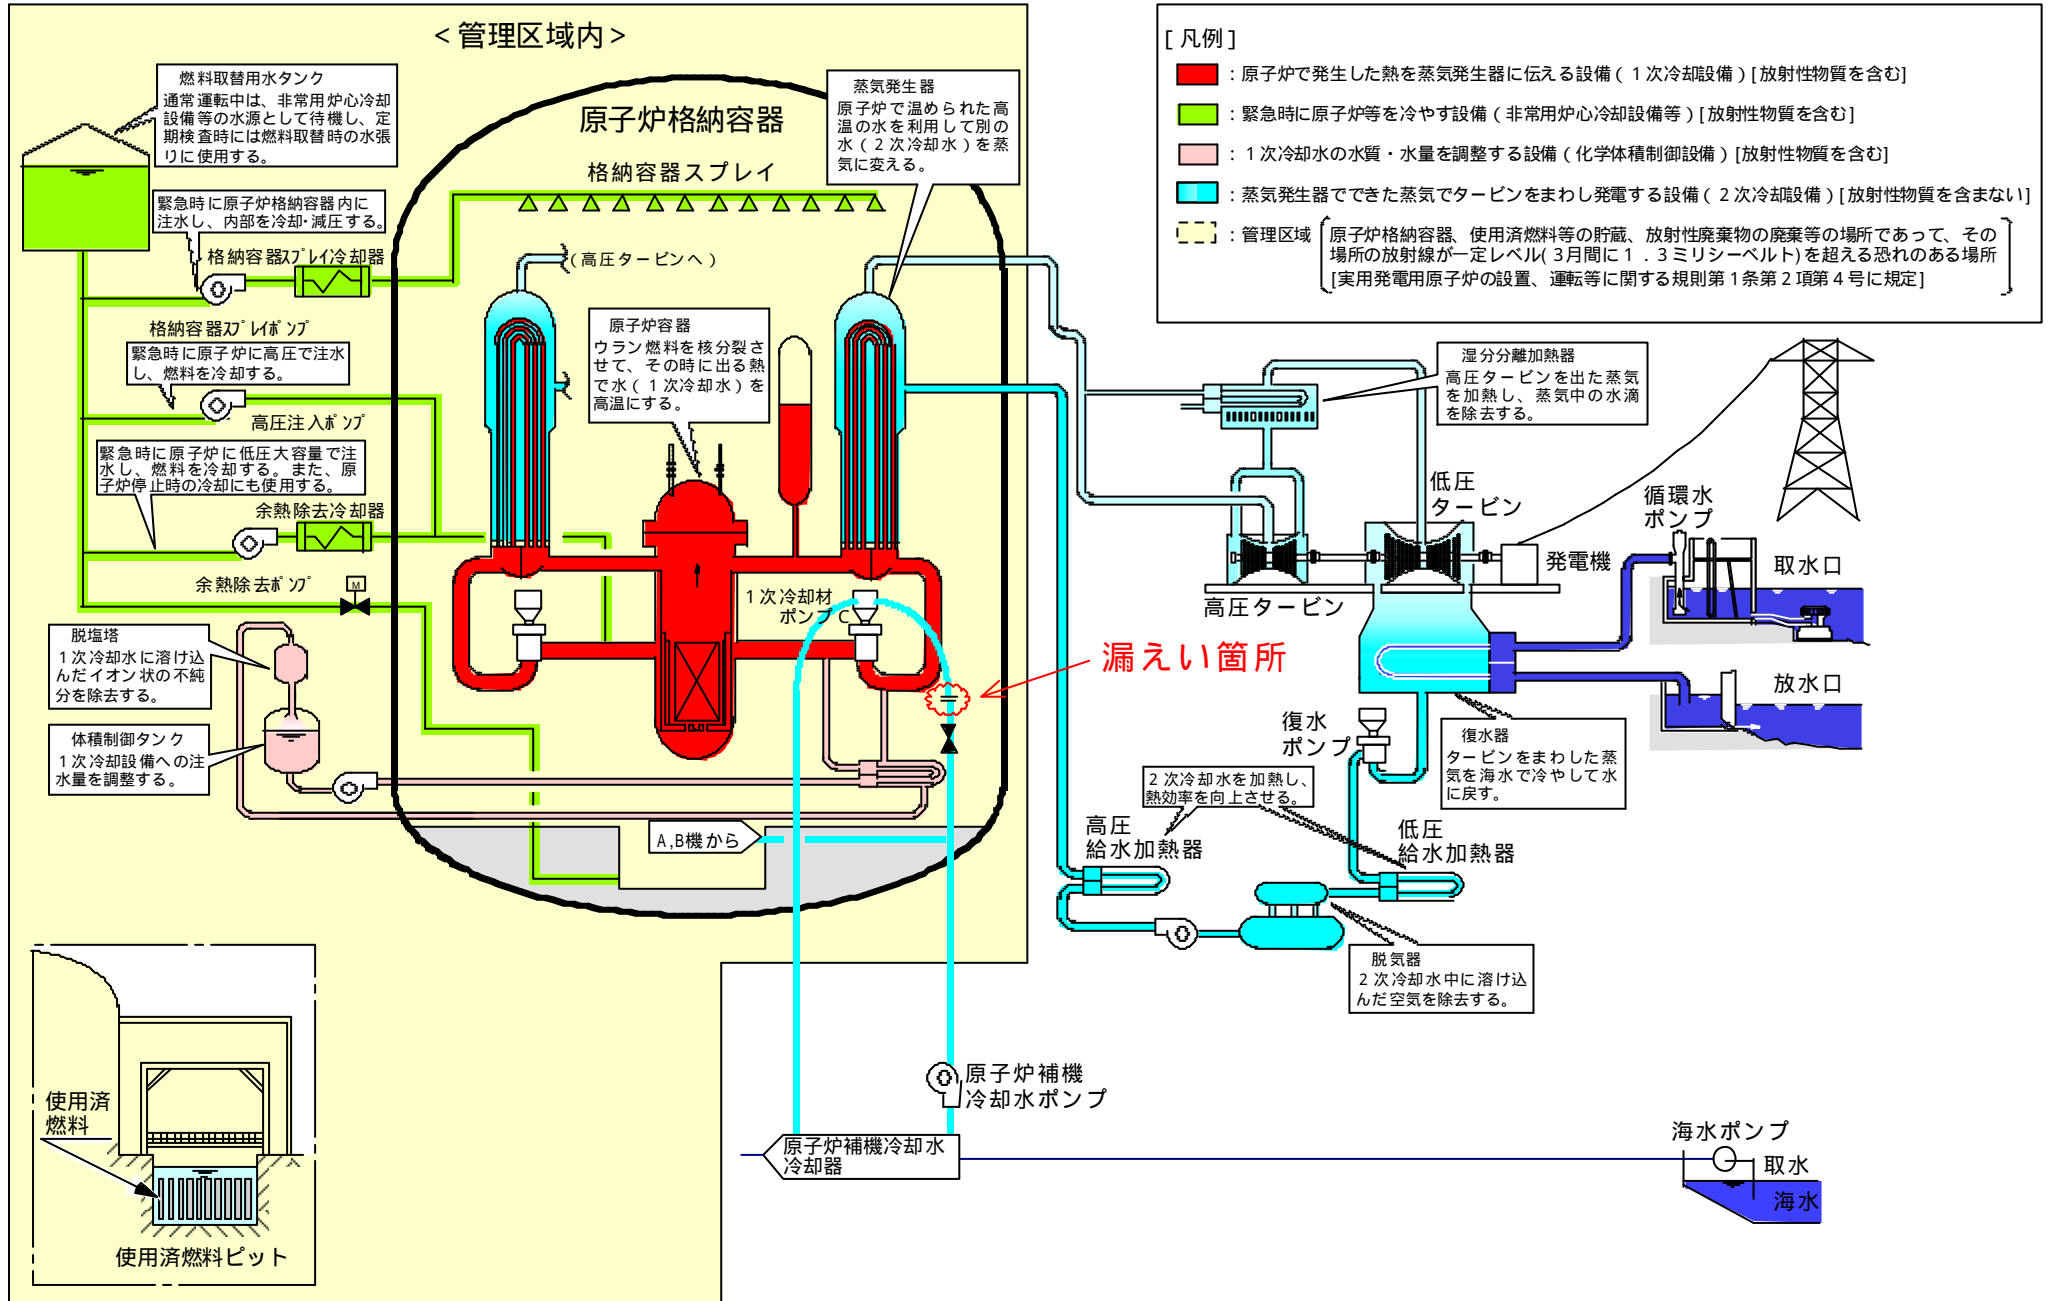 ＜管理区域内＞
燃料取替用水タンク
通常運転中は、非常用炉心冷却
設備等の水源として待機し、定
期検査時には燃料取替時の水張
りに使用する。
緊急時に原子炉格納容器内に
注水し、内部を冷却･減圧する。
格納容器ｽﾌﾟﾚｲ冷却器
格納容器ｽﾌﾟﾚｲﾎﾟﾝﾌﾟ
緊急時に原子炉に高圧で注水
し、燃料を冷却する。
高圧注入ﾎﾟﾝﾌﾟ
緊急時に原子炉に低圧大容量で注
水し、燃料を冷却する。また、原
子炉停止時の冷却にも使用する。
余熱除去冷却器
余熱除去ﾎﾟﾝﾌﾟ
M
脱塩塔
１次冷却水に溶け込
んだイオン状の不純
分を除去する。
体積制御タンク
１次冷却設備への注
水量を調整する。
原子炉格納容器
格納容器スプレイ
蒸気発生器
原子炉で温められた高
温の水を利用して別の
水（２次冷却水）を蒸
気に変える。
（高圧タービンへ）
原子炉容器
ウラン燃料を核分裂さ
せて、その時に出る熱
で水（１次冷却水）を
高温にする。
１次冷却材
ポンプ C
漏えい箇所
A,B機から
[凡例]
：原子炉で発生した熱を蒸気発生器に伝える設備（１次冷却設備）[放射性物質を含む]
：緊急時に原子炉等を冷やす設備（非常用炉心冷却設備等）[放射性物質を含む]
：１次冷却水の水質・水量を調整する設備（化学体積制御設備）[放射性物質を含む]
：蒸気発生器でできた蒸気でタービンをまわし発電する設備（２次冷却設備）[放射性物質を含まない]
：管理区域
原子炉格納容器、使用済燃料等の貯蔵、放射性廃棄物の廃棄等の場所であって、その
場所の放射線が一定レベル(３月間に１．３ミリシーベルト)を超える恐れのある場所
[実用発電用原子炉の設置、運転等に関する規則第１条第２項第４号に規定]
湿分分離加熱器
高圧タービンを出た蒸気
を加熱し、蒸気中の水滴
を除去する。
低圧
タービン
高圧タービン
発電機
循環水
ポンプ
取水口
放水口
復水
ポンプ
復水器
タービンをまわした蒸
気を海水で冷やして水
に戻す。
２次冷却水を加熱し、
熱効率を向上させる。
高圧
給水加熱器
低圧
給水加熱器
脱気器
２次冷却水中に溶け込
んだ空気を除去する。
原子炉補機
冷却水ポンプ
原子炉補機冷却水
冷却器
海水ポンプ
取水
海水
使用済
燃料
使用済燃料ピット